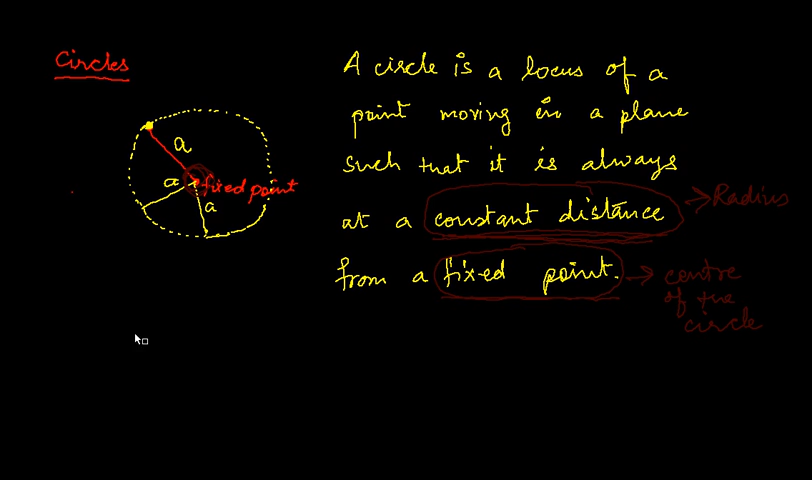 Circles
A circle is a locus of a
point moving in a plane
such that it is always
at a constant distance
from a fixed point.
Radius
centre
of the
circle
a
a
fixed point
a